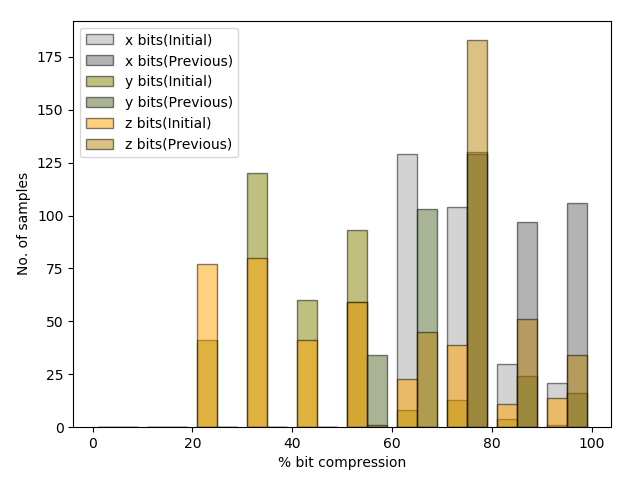 x bits(Initial)
x bits(Previous)
y bits(Initial)
y bits(Previous)
z bits(Initial)
z bits(Previous)
175
150
125
100
75
50
25
0
No. of samples
0 20 40 60 80 100
% bit compression